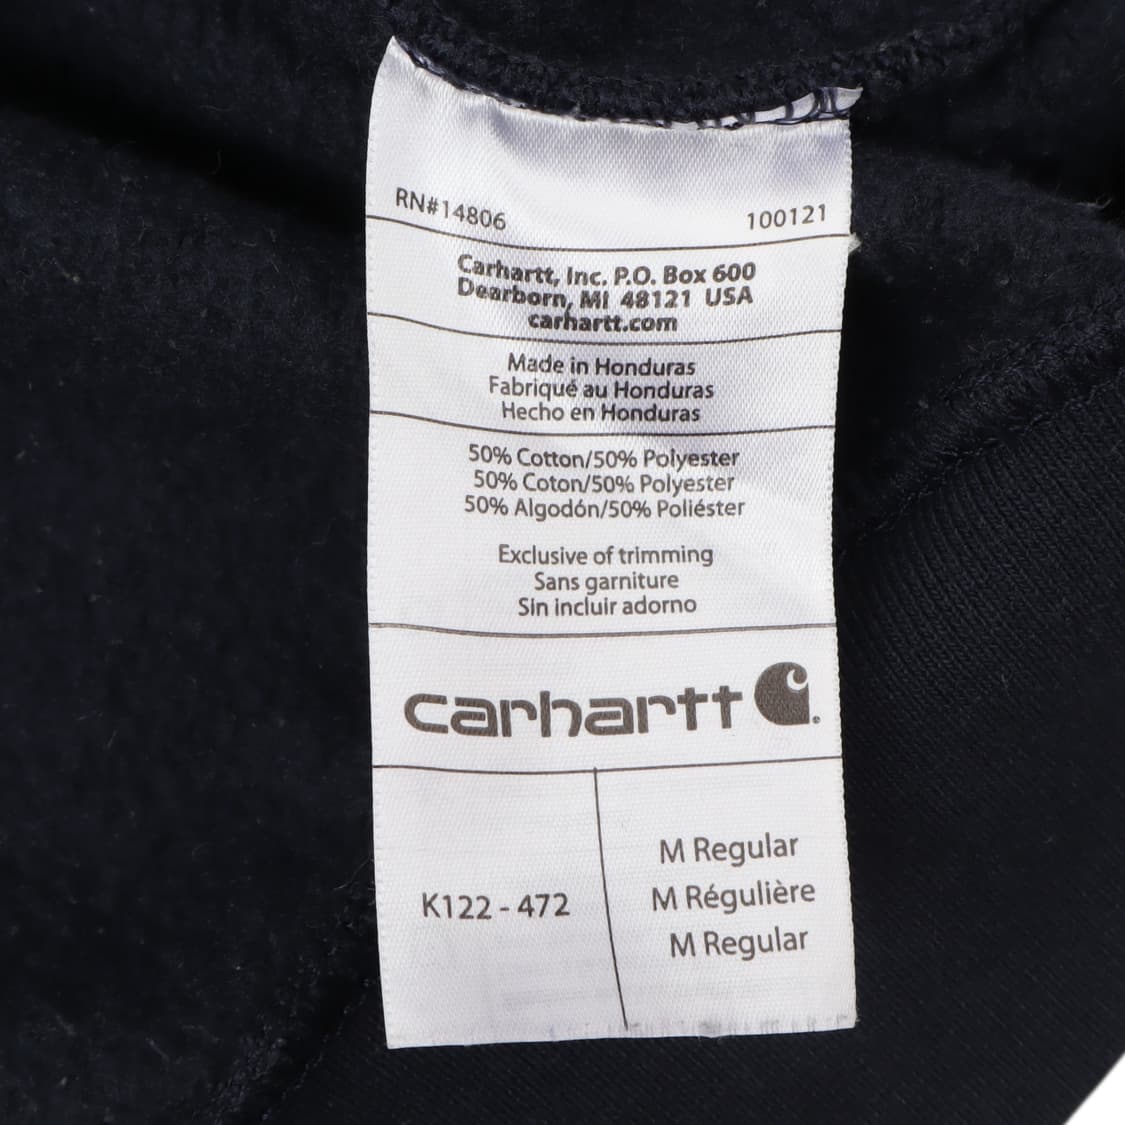 RN#14806 100121
Carhartt, Inc. P.O. Box 600
Dearborn, MI 48121 USA
carhartt.com
Made in Honduras
Fabriqué au Honduras
Hecho en Honduras
50% Cotton/50% Polyester
50% Coton/50% Polyester
50% Algodón/50% Poliéster
Exclusive of trimming
Sans garniture
Sin incluir adorno
carhartt
K122 - 472
M Regular
M Régulière
M Regular